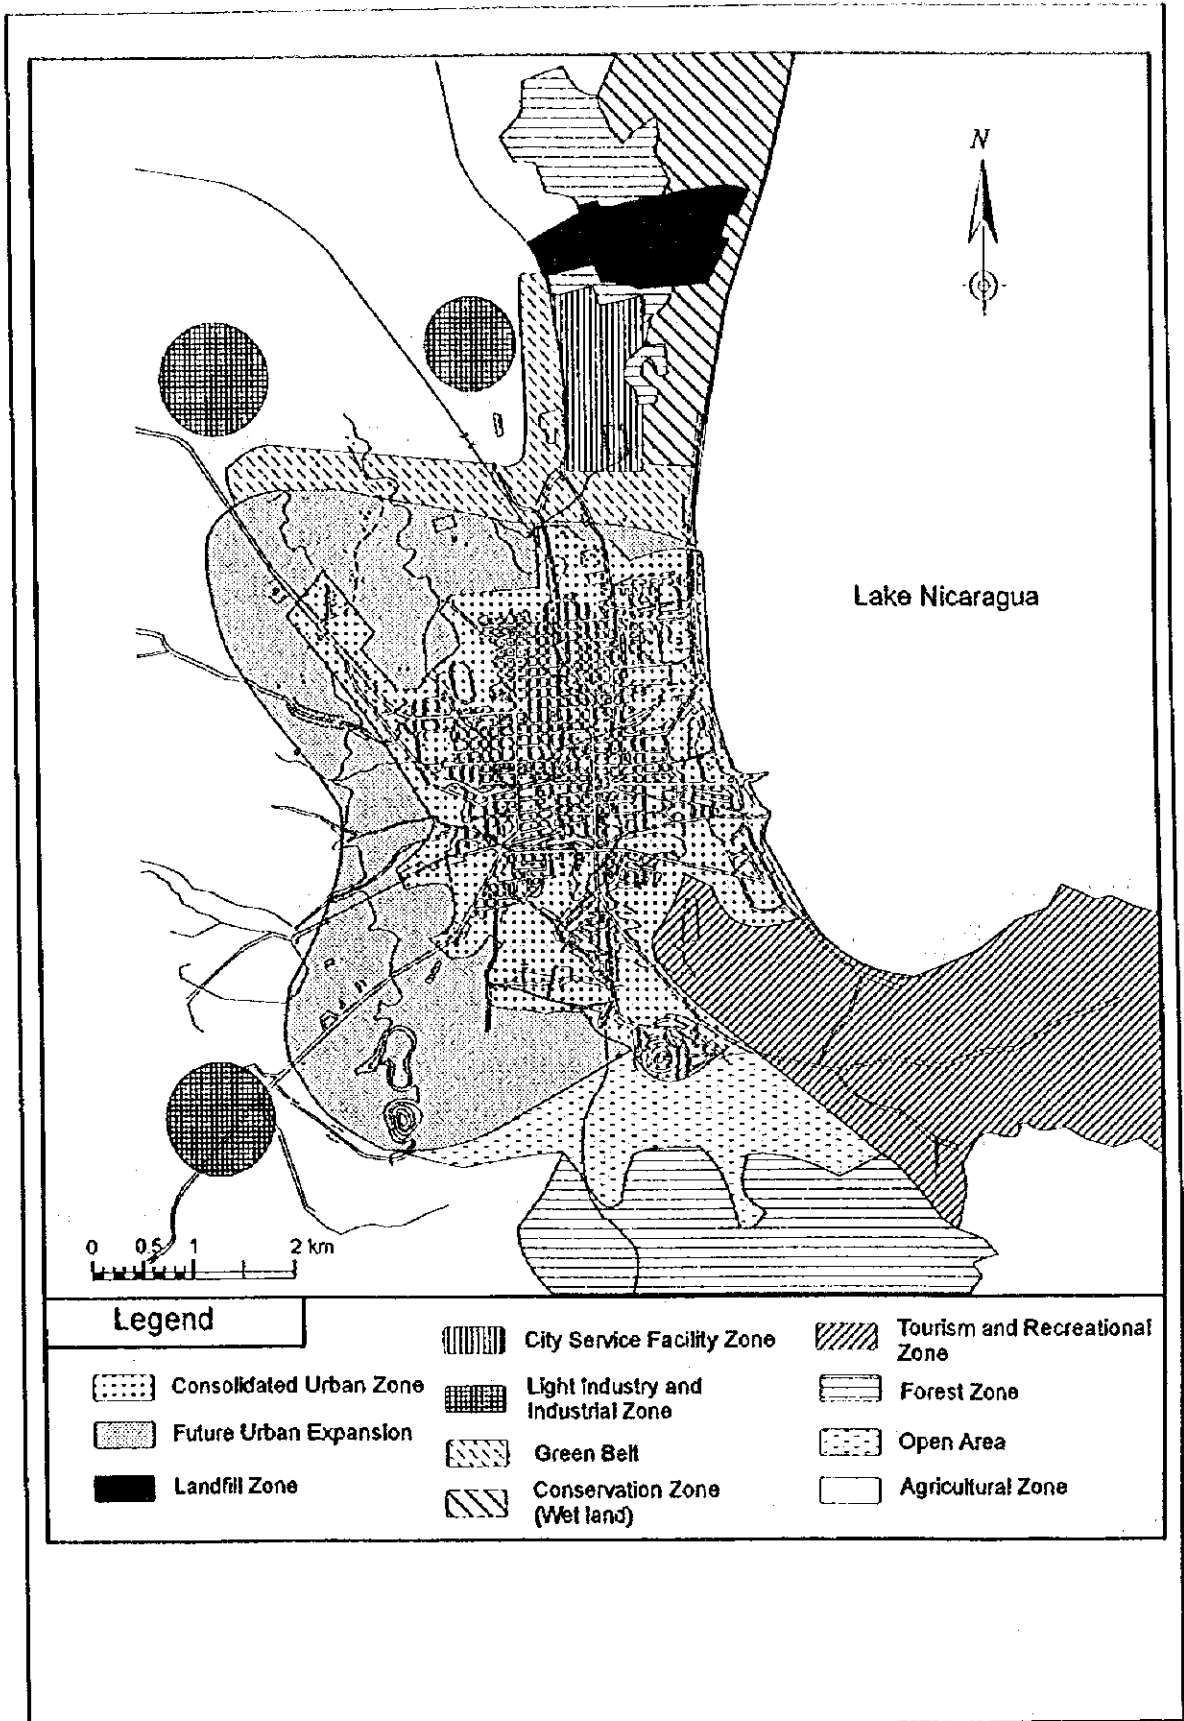 N
Lake Nicaragua
0 0.5 1 2 km
Legend
Consolidated Urban Zone
Future Urban Expansion
Landfill Zone
City Service Facility Zone
Light Industry and
Industrial Zone
Green Belt
Conservation Zone
(Wet land)
Tourism and Recreational
Zone
Forest Zone
Open Area
Agricultural Zone